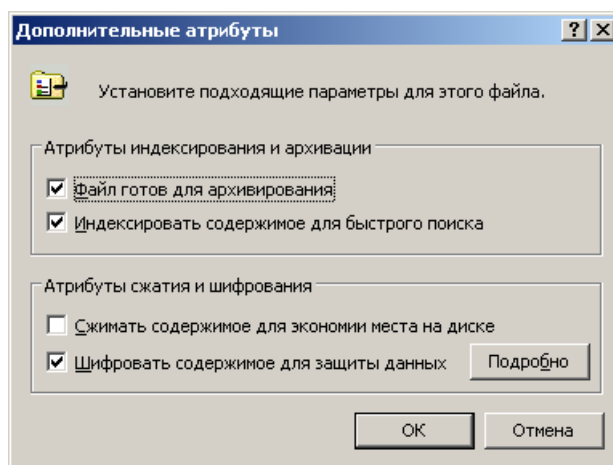 Дополнительные атрибуты
Установите подходящие параметры для этого файла.
Атрибуты индексирования и архивации
Файл готов для архивирования
Индексировать содержимое для быстрого поиска
Атрибуты сжатия и шифрования
Сжимать содержимое для экономии места на диске
Шифровать содержимое для защиты данных
Подробно
ОК
Отмена